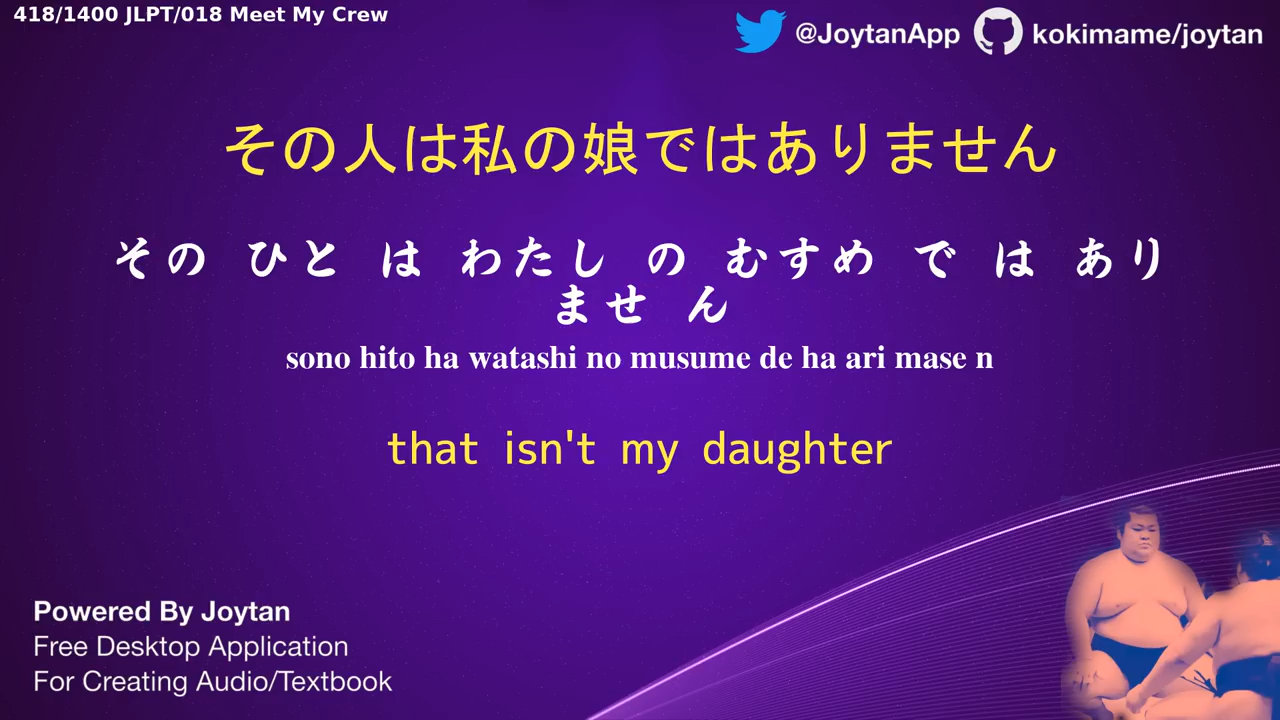 418/1400 JLPT/018 Meet My Crew
@JoytanApp kokimame/joytan
その人は私の娘ではありません
その ひと は わたし の むすめ で は あり
ませ ん
sono hito ha watashi no musume de ha ari mase n
that isn't my daughter
Powered By Joytan
Free Desktop Application
For Creating Audio/Textbook